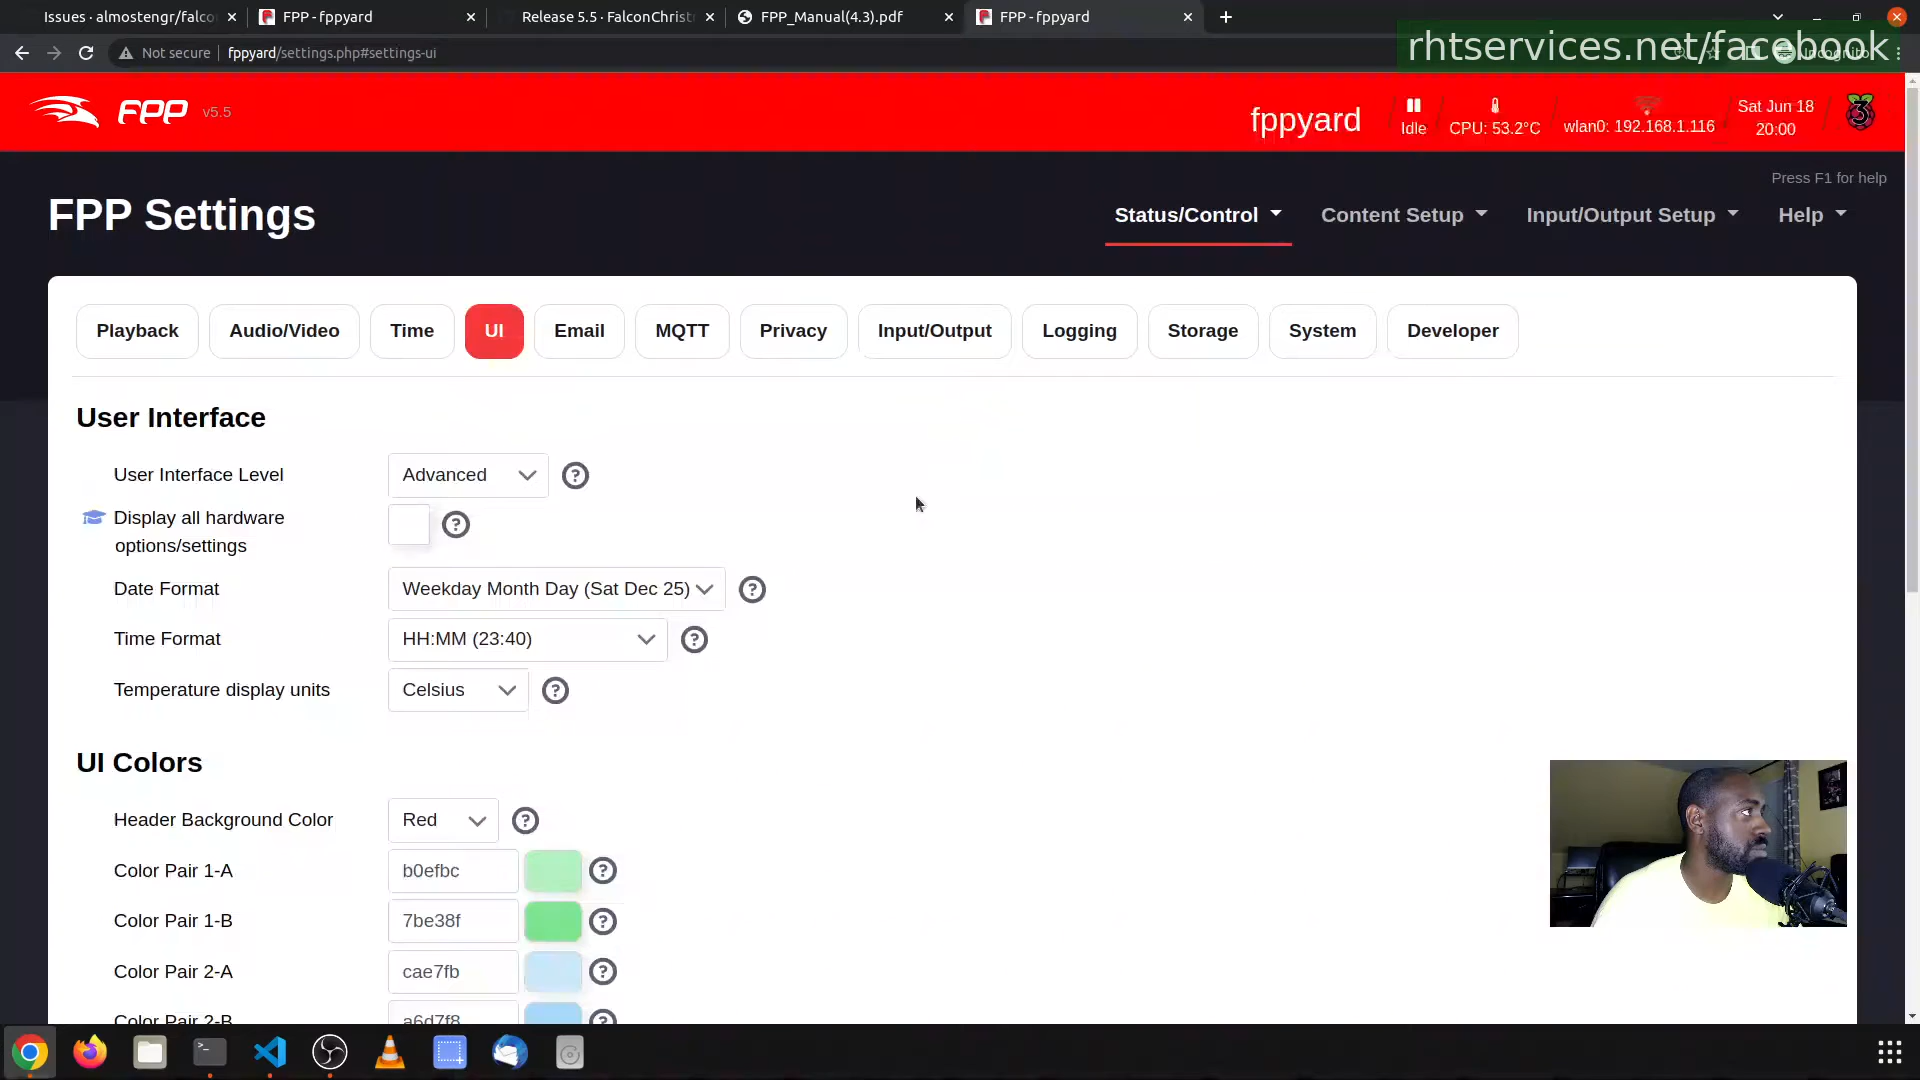 Issues · almostengr/falco
FPP - fppyard
Release 5.5 · FalconChrist
FPP_Manual(4.3).pdf
FPP - fppyard
Not secure
fppyard/settings.php#settings-ui
rhtservices.net/facebook
FPP v5.5
fppyard
Idle
CPU: 53.2°C
wlan0: 192.168.1.116
Sat Jun 18
20:00
3
Press F1 for help
FPP Settings
Status/Control
Content Setup
Input/Output Setup
Help
Playback
Audio/Video
Time
UI
Email
MQTT
Privacy
Input/Output
Logging
Storage
System
Developer
User Interface
User Interface Level
Advanced
Display all hardware
options/settings
Date Format
Weekday Month Day (Sat Dec 25)
Time Format
HH:MM (23:40)
Temperature display units
Celsius
UI Colors
Header Background Color
Red
Color Pair 1-A
b0efbc
Color Pair 1-B
7be38f
Color Pair 2-A
cae7fb
Color Pair 2-B
a6d7f8